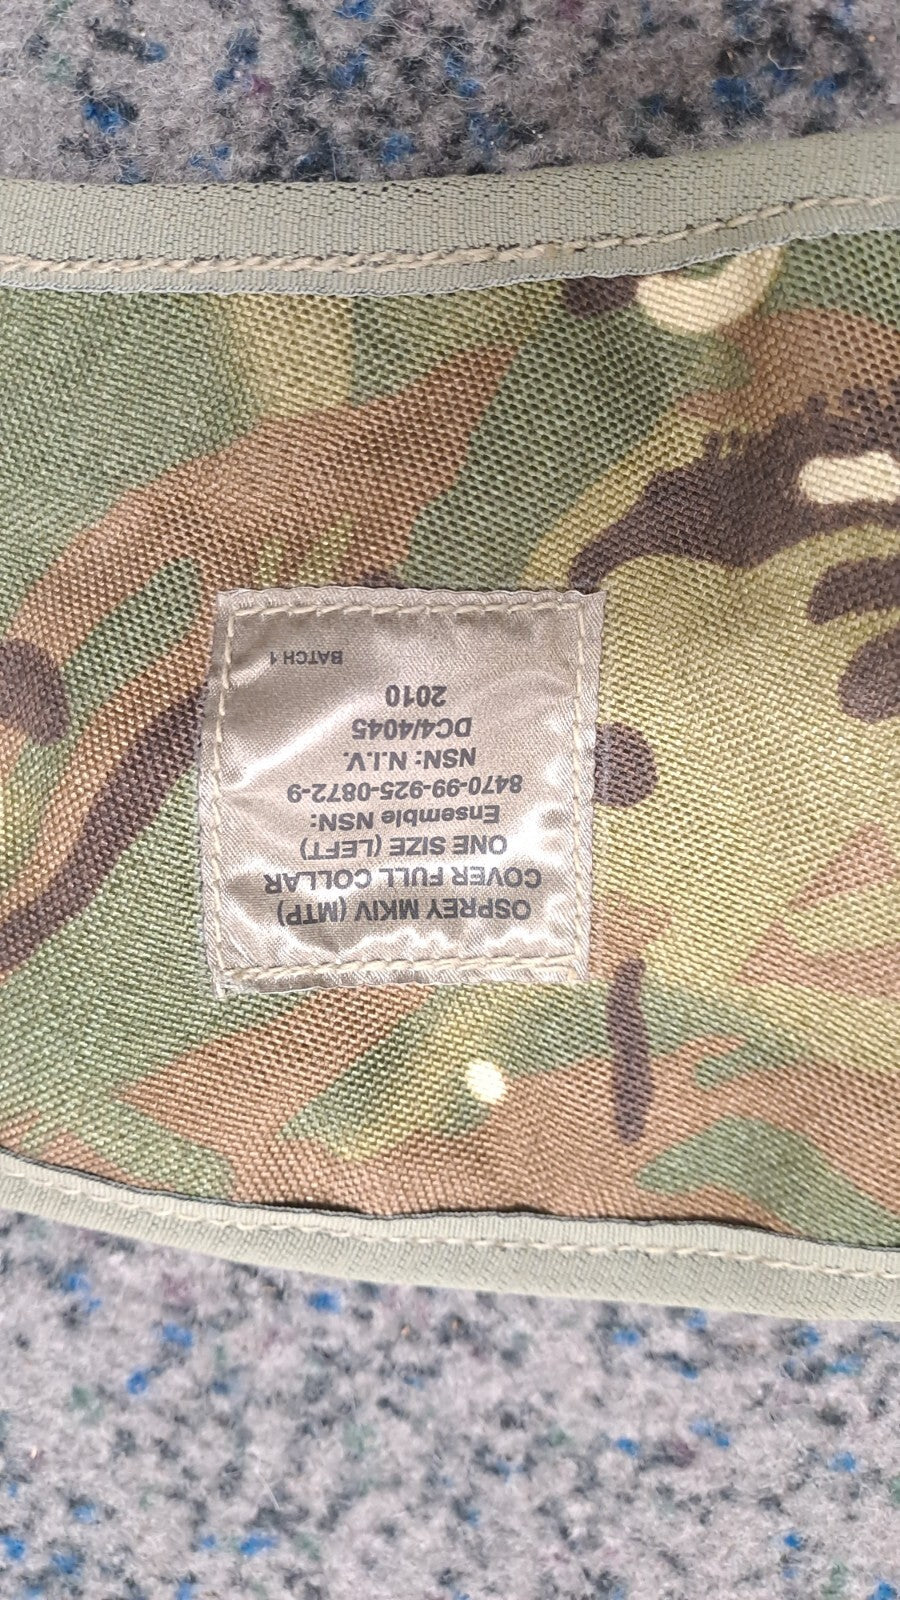 OSPREY MKIV (MTP)
COVER FULL COLLAR
ONE SIZE (LEFT)
Ensemble NSN:
8470-99-925-0872-9
NSN: N.I.V.
DC4/4045
2010
BATCH 1